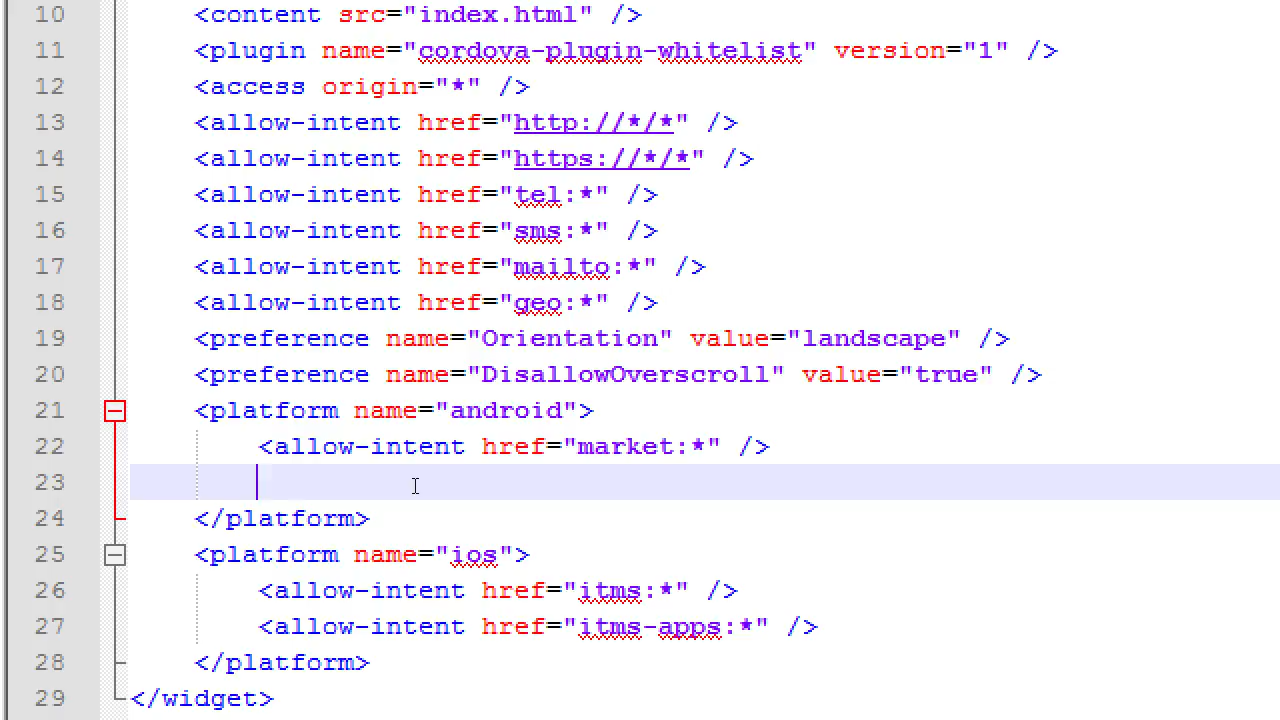 10 <content src="index.html" />
11 <plugin name="cordova-plugin-whitelist" version="1" />
12 <access origin="*" />
13 <allow-intent href="http://*/*" />
14 <allow-intent href="https://*/*" />
15 <allow-intent href="tel:*" />
16 <allow-intent href="sms:*" />
17 <allow-intent href="mailto:*" />
18 <allow-intent href="geo:*" />
19 <preference name="Orientation" value="landscape" />
20 <preference name="DisallowOverscroll" value="true" />
21 <platform name="android">
22 <allow-intent href="market:*" />
23
24 </platform>
25 <platform name="ios">
26 <allow-intent href="itms:*" />
27 <allow-intent href="itms-apps:*" />
28 </platform>
29 </widget>